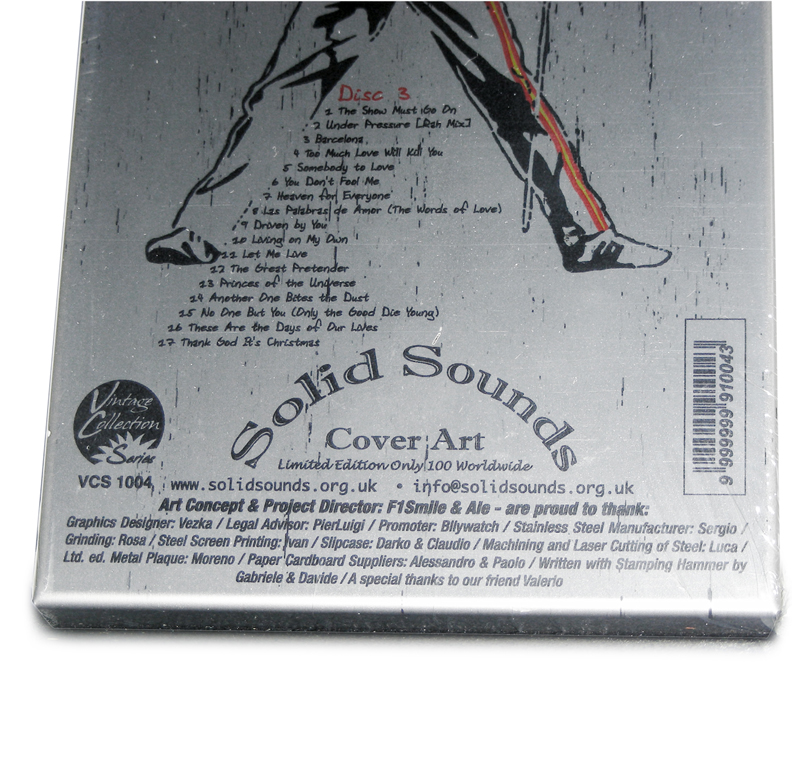 Disc 3
1 The Show Must Go On
2 Under Pressure [Rah Mix]
3 Barcelona
4 Too Much Love Will Kill You
5 Somebody to Love
6 You Don't Fool Me
7 Heaven for Everyone
8 Las Palabras de Amor (The Words of Love)
9 Driven by You
10 Living on My Own
11 Let Me Live
12 The Great Pretender
13 Princes of the Universe
14 Another One Bites the Dust
15 No One But You (Only the Good Die Young)
16 These Are the Days of Our Lives
17 Thank God It's Christmas
Solid Sounds
Cover Art
Limited Edition Only 100 Worldwide
Vintage
Collection
Series
VCS 1004
www.solidsounds.org.uk • info@solidsounds.org.uk
9 999999 910043
Art Concept & Project Director: F1Smile & Ale - are proud to thank:
Graphics Designer: Vezka / Legal Advisor: PierLuigi / Promoter: Bilywatch / Stainless Steel Manufacturer: Sergio /
Grinding: Rosa / Steel Screen Printing: Ivan / Slipcase: Darko & Claudio / Machining and Laser Cutting of Steel: Luca /
Ltd. ed. Metal Plaque: Moreno / Paper Cardboard Suppliers: Alessandro & Paolo / Written with Stamping Hammer by
Gabriele & Davide / A special thanks to our friend Valerio